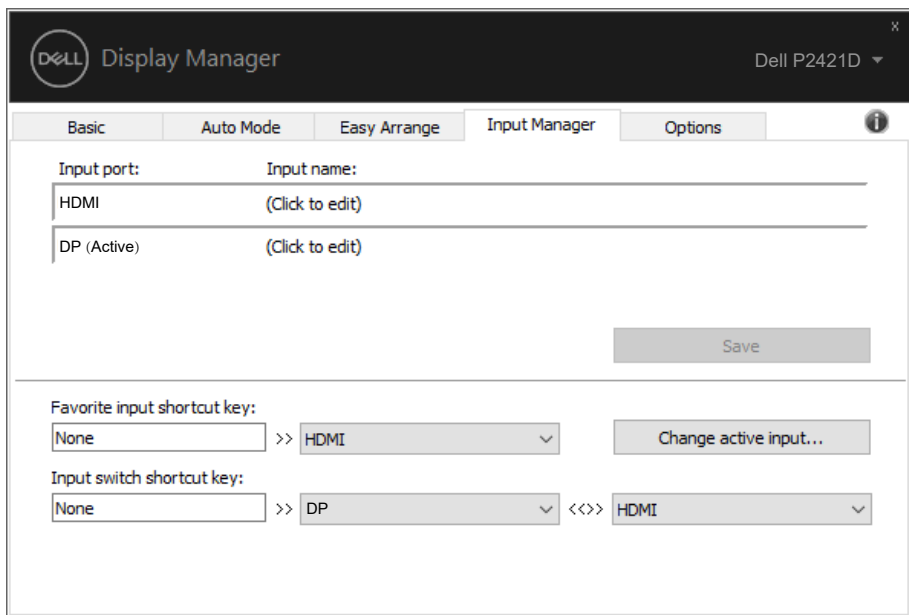 x
DELL Display Manager Dell P2421D
Basic Auto Mode Easy Arrange Input Manager Options i
Input port: Input name:
HDMI (Click to edit)
DP (Active) (Click to edit)
Save
Favorite input shortcut key:
None >> HDMI Change active input...
Input switch shortcut key:
None >> DP <<>> HDMI